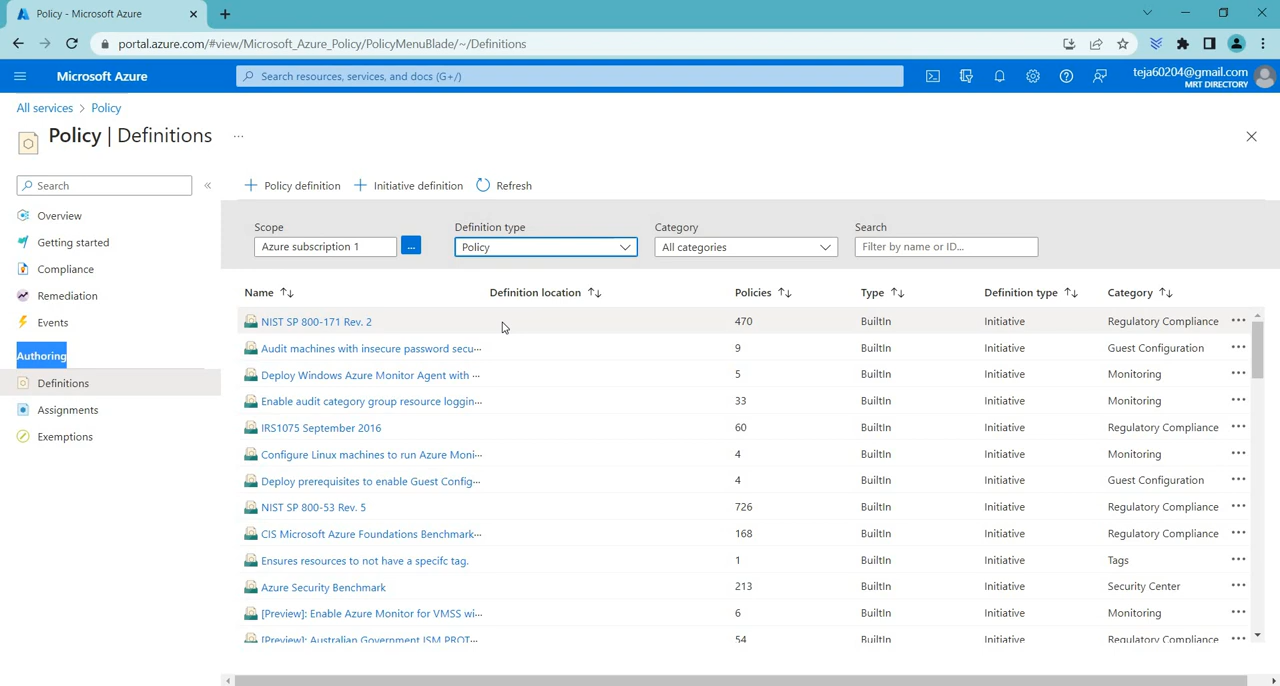 Policy - Microsoft Azure
portal.azure.com/#view/Microsoft_Azure_Policy/PolicyMenuBlade/~/Definitions
Microsoft Azure
Search resources, services, and docs (G+/)
teja60204@gmail.com
MRT DIRECTORY
All services > Policy
Policy | Definitions ...
Search «
Overview
Getting started
Compliance
Remediation
Events
Authoring
Definitions
Assignments
Exemptions
+ Policy definition + Initiative definition Refresh
Scope Definition type Category Search
Azure subscription 1 ... Policy All categories Filter by name or ID...
Name ↑↓ Definition location ↑↓ Policies ↑↓ Type ↑↓ Definition type ↑↓ Category ↑↓
NIST SP 800-171 Rev. 2 470 BuiltIn Initiative Regulatory Compliance ...
Audit machines with insecure password secu... 9 BuiltIn Initiative Guest Configuration ...
Deploy Windows Azure Monitor Agent with ... 5 BuiltIn Initiative Monitoring ...
Enable audit category group resource loggin... 33 BuiltIn Initiative Monitoring ...
IRS1075 September 2016 60 BuiltIn Initiative Regulatory Compliance ...
Configure Linux machines to run Azure Moni... 4 BuiltIn Initiative Monitoring ...
Deploy prerequisites to enable Guest Config... 4 BuiltIn Initiative Guest Configuration ...
NIST SP 800-53 Rev. 5 726 BuiltIn Initiative Regulatory Compliance ...
CIS Microsoft Azure Foundations Benchmark... 168 BuiltIn Initiative Regulatory Compliance ...
Ensures resources to not have a specifc tag. 1 BuiltIn Initiative Tags ...
Azure Security Benchmark 213 BuiltIn Initiative Security Center ...
[Preview]: Enable Azure Monitor for VMSS wi... 6 BuiltIn Initiative Monitoring ...
[Preview]: Australian Government ISM PROT... 54 BuiltIn Initiative Regulatory Compliance ...